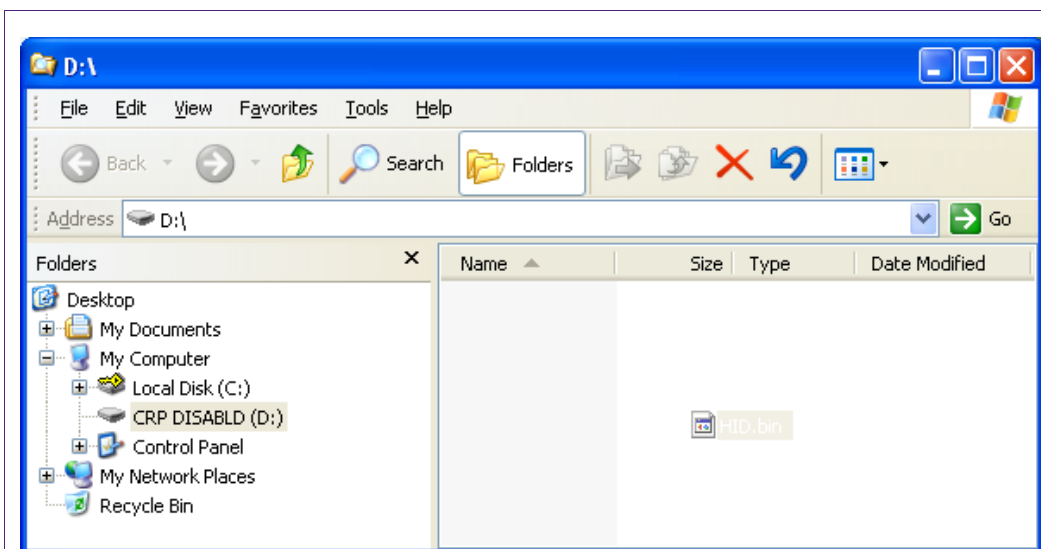 D:\
File Edit View Favorites Tools Help
Back Search Folders
Address D:\ Go
Folders
Name Size Type Date Modified
Desktop
My Documents
My Computer
Local Disk (C:)
CRP DISABLD (D:)
HID.bin
Control Panel
My Network Places
Recycle Bin